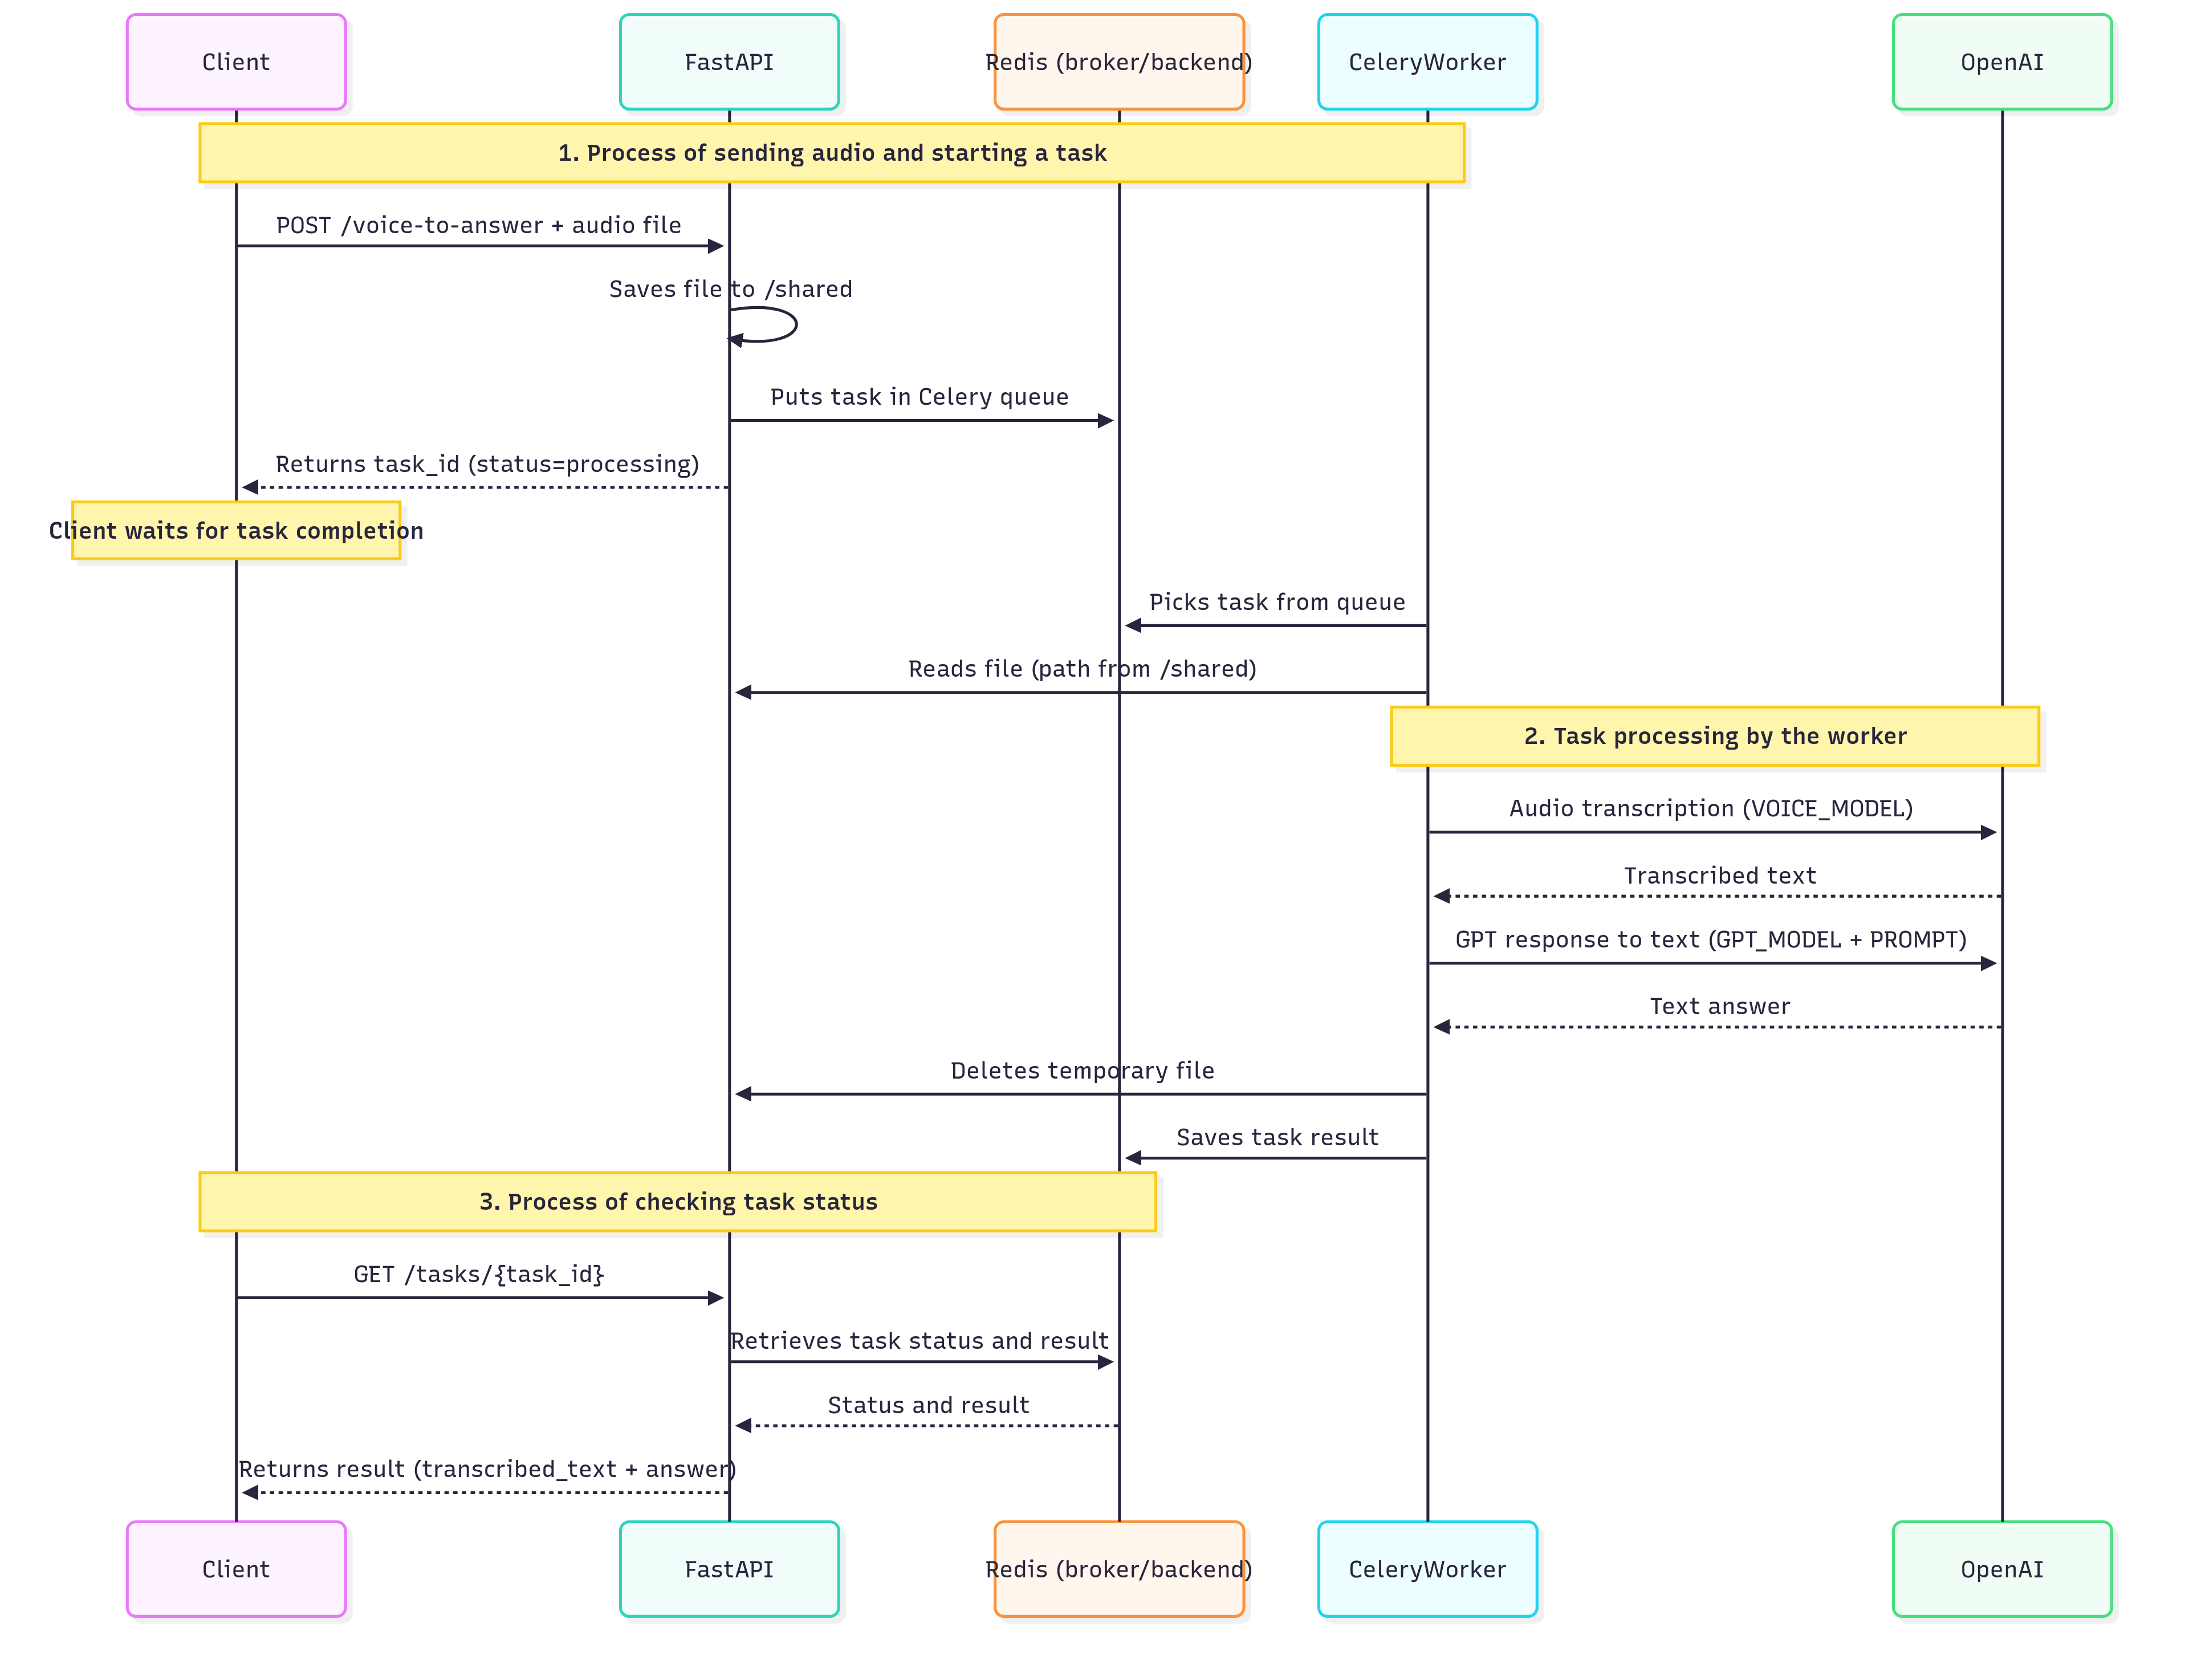 Client
FastAPI
Redis (broker/backend)
CeleryWorker
OpenAI
1. Process of sending audio and starting a task
POST /voice-to-answer + audio file
Saves file to /shared
Puts task in Celery queue
Returns task_id (status=processing)
Client waits for task completion
Picks task from queue
Reads file (path from /shared)
2. Task processing by the worker
Audio transcription (VOICE_MODEL)
Transcribed text
GPT response to text (GPT_MODEL + PROMPT)
Text answer
Deletes temporary file
Saves task result
3. Process of checking task status
GET /tasks/{task_id}
Retrieves task status and result
Status and result
Returns result (transcribed_text + answer)
Client
FastAPI
Redis (broker/backend)
CeleryWorker
OpenAI